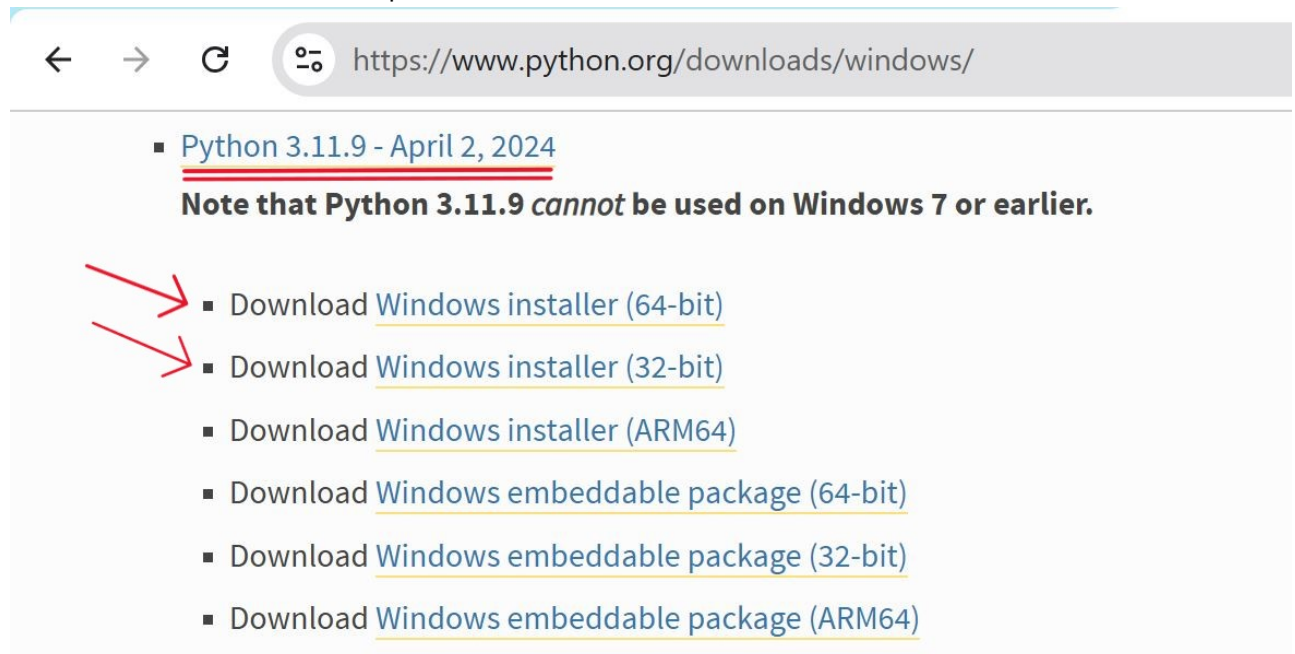 https://www.python.org/downloads/windows/
Python 3.11.9 - April 2, 2024
Note that Python 3.11.9 cannot be used on Windows 7 or earlier.
Download Windows installer (64-bit)
Download Windows installer (32-bit)
Download Windows installer (ARM64)
Download Windows embeddable package (64-bit)
Download Windows embeddable package (32-bit)
Download Windows embeddable package (ARM64)